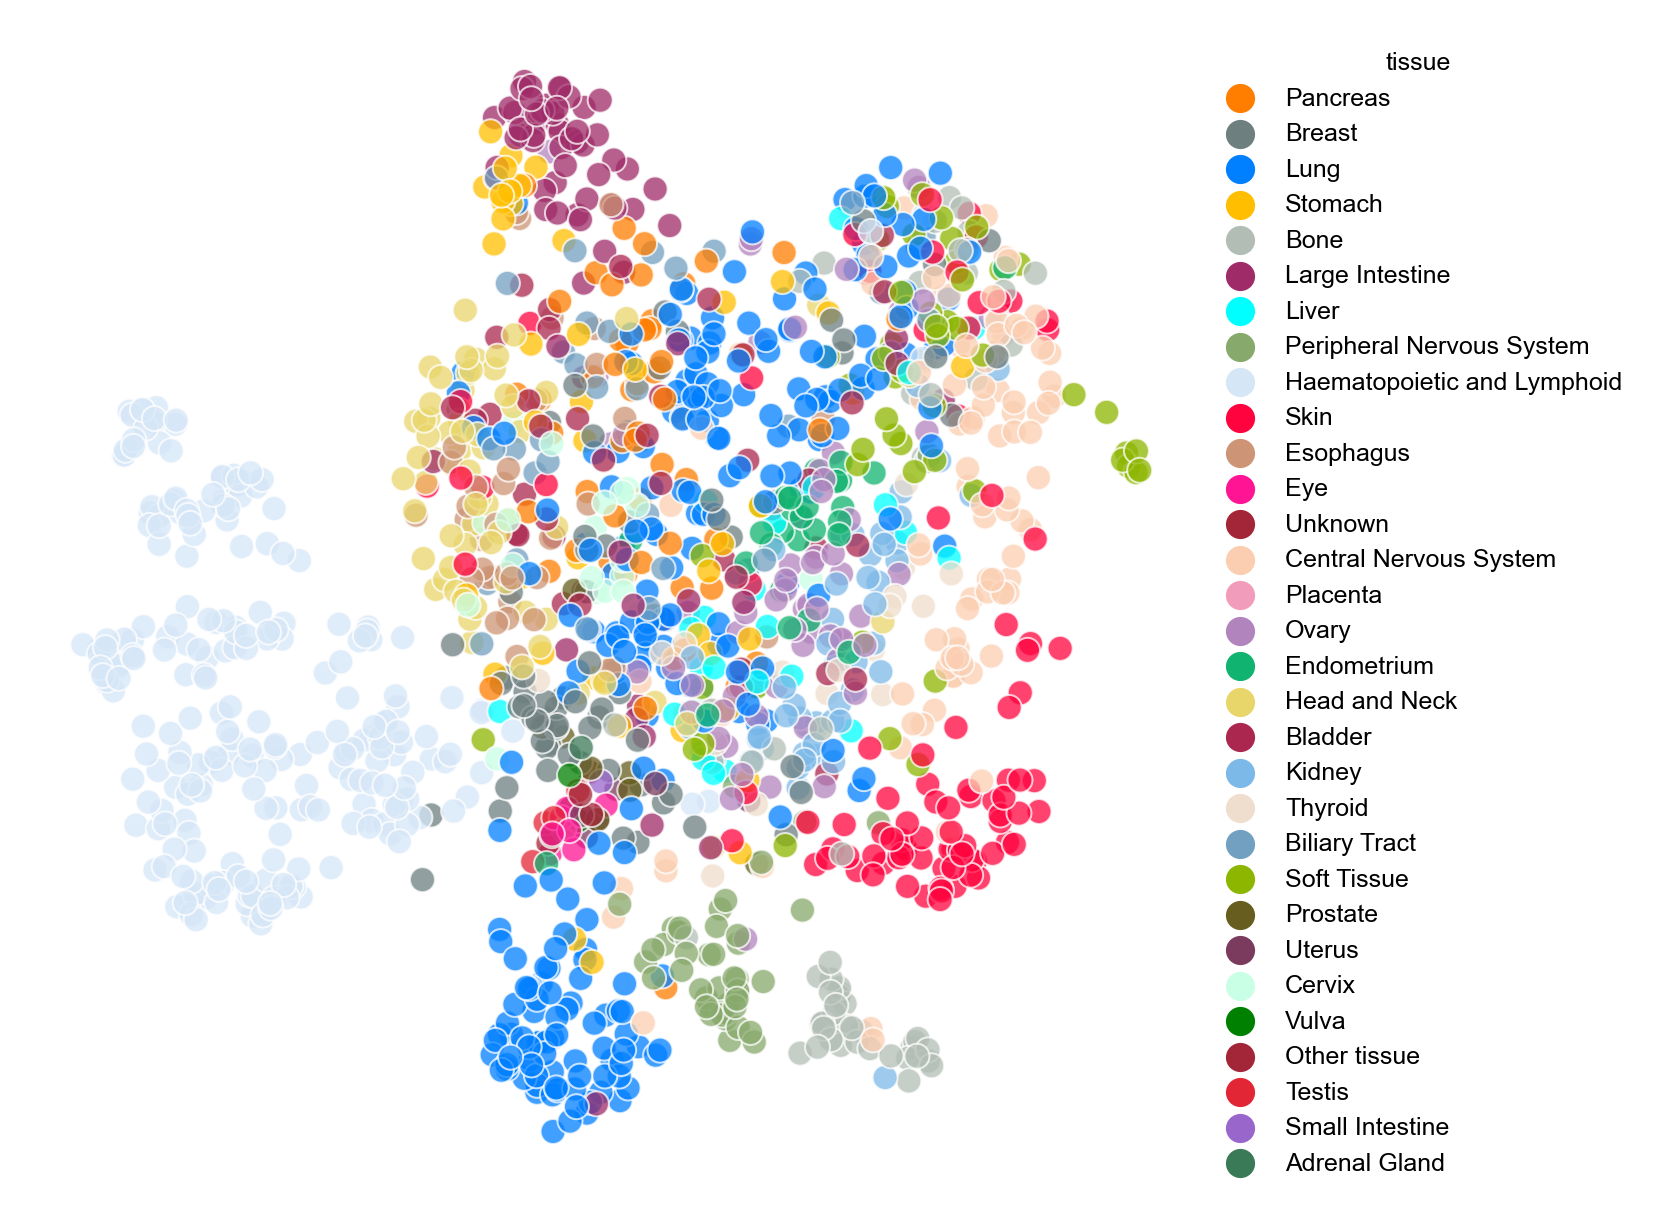 tissue
Pancreas
Breast
Lung
Stomach
Bone
Large Intestine
Liver
Peripheral Nervous System
Haematopoietic and Lymphoid
Skin
Esophagus
Eye
Unknown
Central Nervous System
Placenta
Ovary
Endometrium
Head and Neck
Bladder
Kidney
Thyroid
Biliary Tract
Soft Tissue
Prostate
Uterus
Cervix
Vulva
Other tissue
Testis
Small Intestine
Adrenal Gland